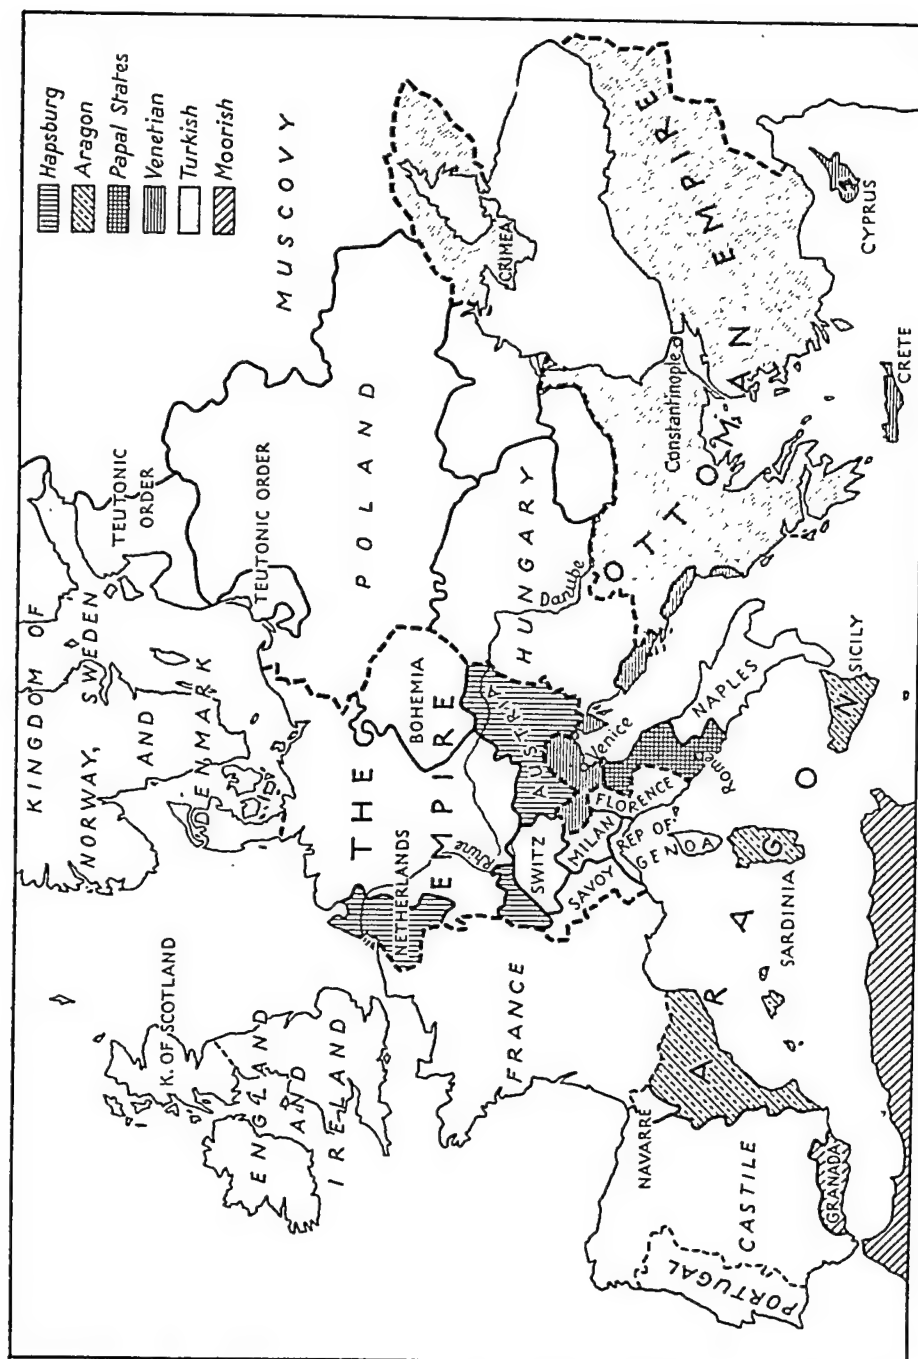 Hapsburg
Aragon
Papal States
Venetian
Turkish
Moorish
KINGDOM OF
NORWAY, SWEDEN
AND
DENMARK
TEUTONIC
ORDER
TEUTONIC ORDER
MUSCOVY
K. OF SCOTLAND
ENGLAND
AND
IRELAND
NETHERLANDS
THE
EMPIRE
BOHEMIA
POLAND
CRIMEA
Rhine
AUSTRIA
HUNGARY
Danube
FRANCE
SWITZ
SAVOY
MILAN
Venice
FLORENCE
REP OF
GENOA
Rome
NAPLES
OTTOMAN EMPIRE
Constantinople
NAVARRE
PORTUGAL
CASTILE
GRANADA
ARAGON
SARDINIA
SICILY
CRETE
CYPRUS